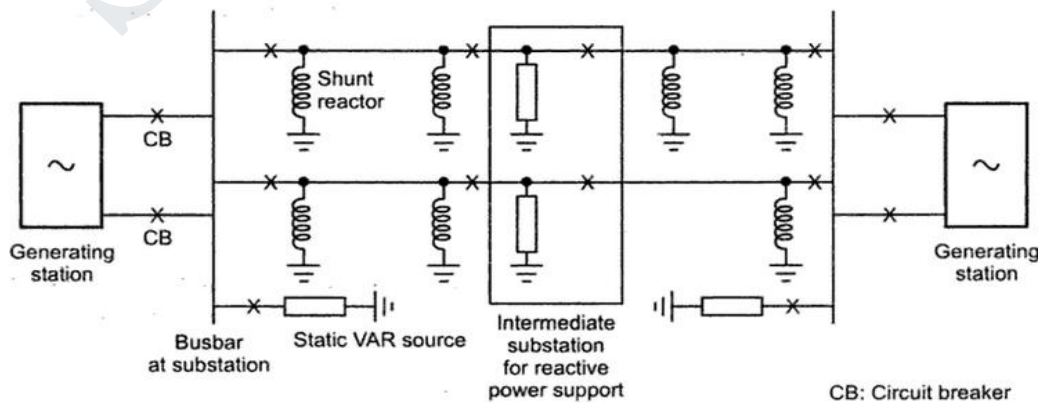 Shunt
reactor
CB
CB
Generating
station
Generating
station
Busbar
at substation
Static VAR source
Intermediate
substation
for reactive
power support
CB: Circuit breaker